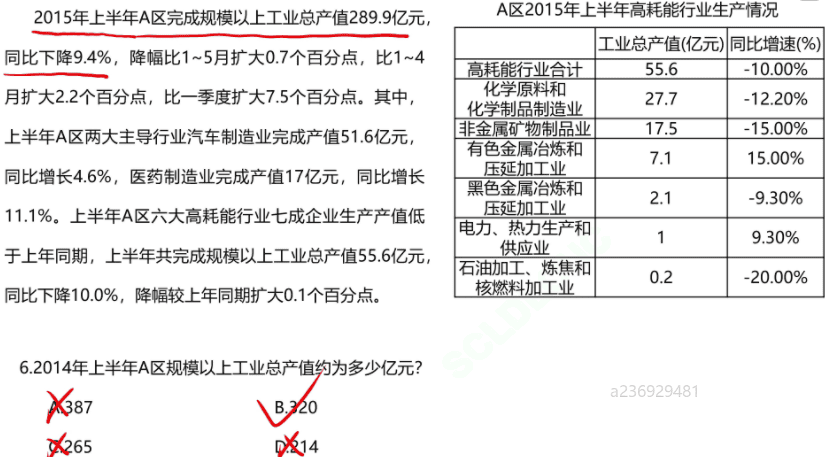 2015年上半年A区完成规模以上工业总产值289.9亿元，
同比下降9.4%，降幅比1~5月扩大0.7个百分点，比1~4
月扩大2.2个百分点，比一季度扩大7.5个百分点。其中，
上半年A区两大主导行业汽车制造业完成产值51.6亿元，
同比增长4.6%，医药制造业完成产值17亿元，同比增长
11.1%。上半年A区六大高耗能行业七成企业生产产值低
于上年同期，上半年共完成规模以上工业总产值55.6亿元，
同比下降10.0%，降幅较上年同期扩大0.1个百分点。
A区2015年上半年高耗能行业生产情况
工业总产值(亿元) 同比增速(%)
高耗能行业合计 55.6 -10.00%
化学原料和
化学制品制造业 27.7 -12.20%
非金属矿物制品业 17.5 -15.00%
有色金属冶炼和
压延加工业 7.1 15.00%
黑色金属冶炼和
压延加工业 2.1 -9.30%
电力、热力生产和
供应业 1 9.30%
石油加工、炼焦和
核燃料加工业 0.2 -20.00%
6.2014年上半年A区规模以上工业总产值约为多少亿元?
A.387 B.320
C.265 D.214
a236929481